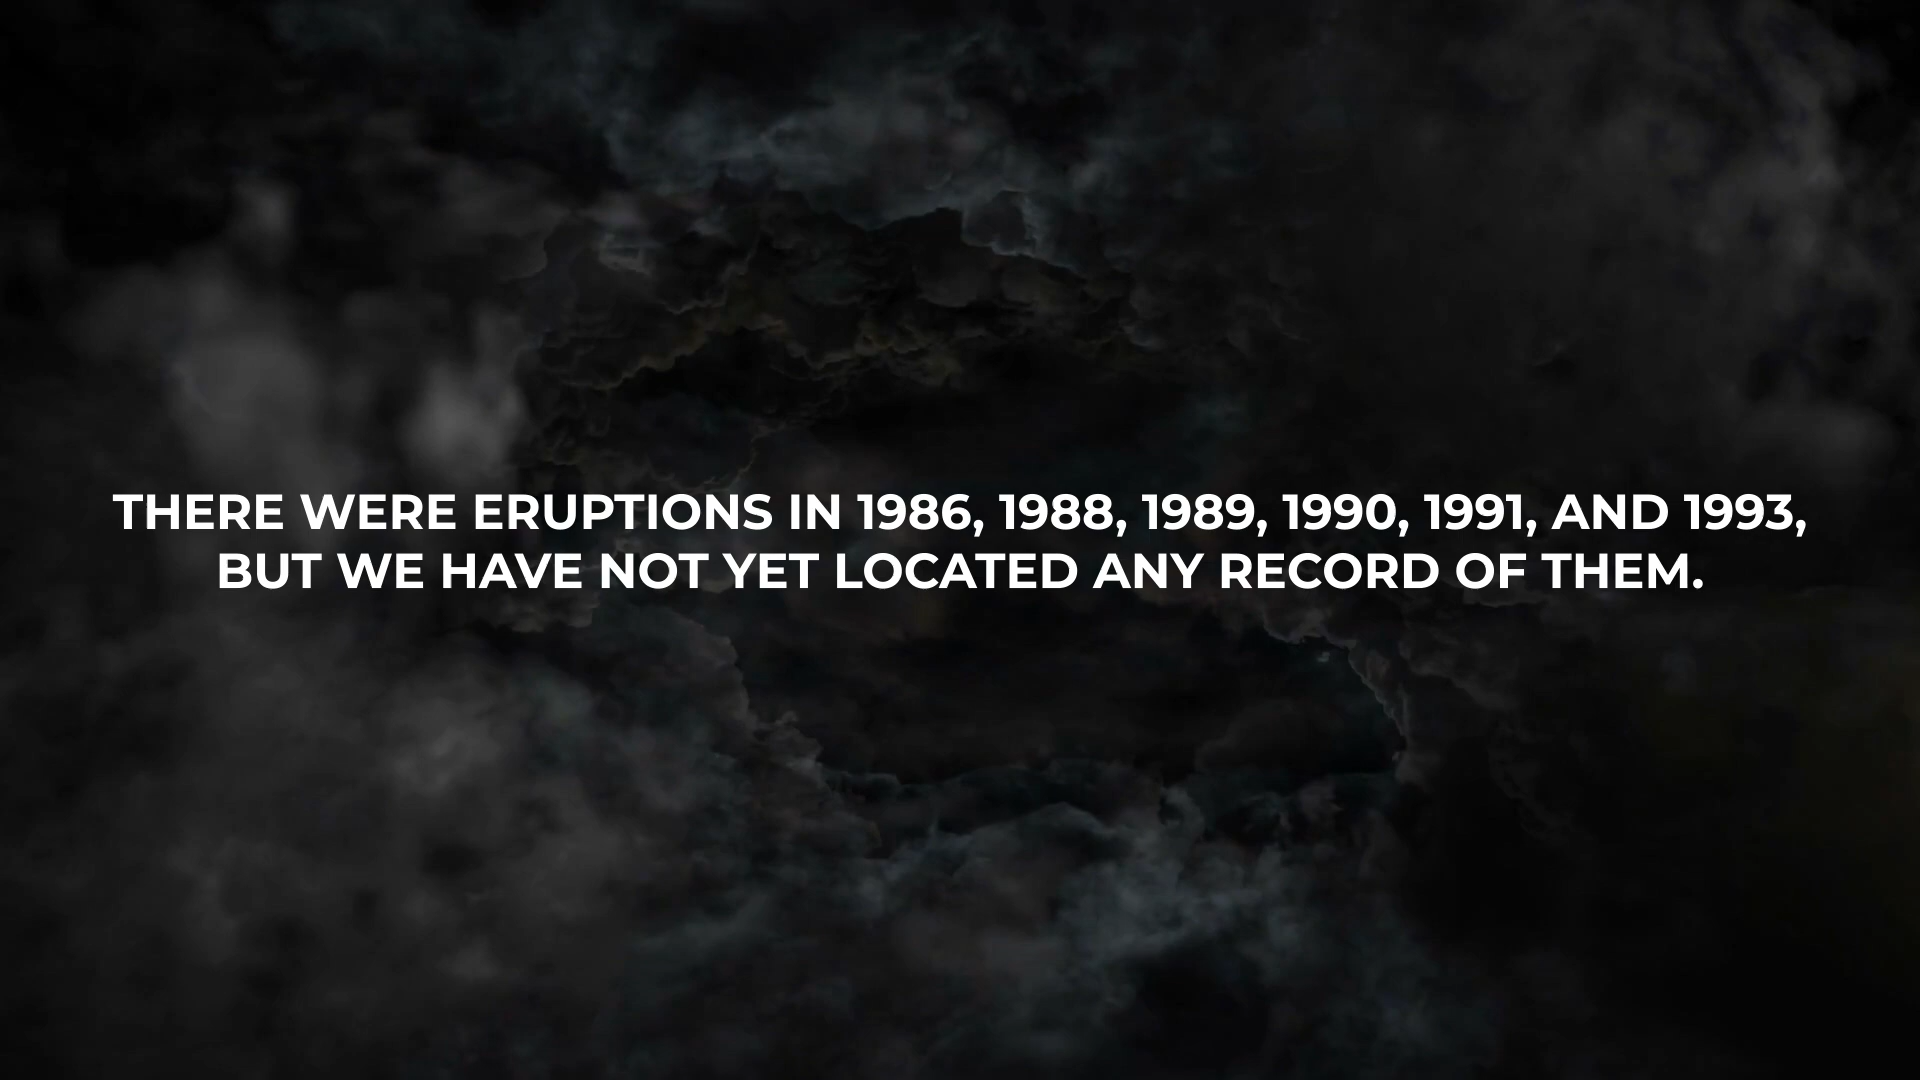 THERE WERE ERUPTIONS IN 1986, 1988, 1989, 1990, 1991, AND 1993,
BUT WE HAVE NOT YET LOCATED ANY RECORD OF THEM.